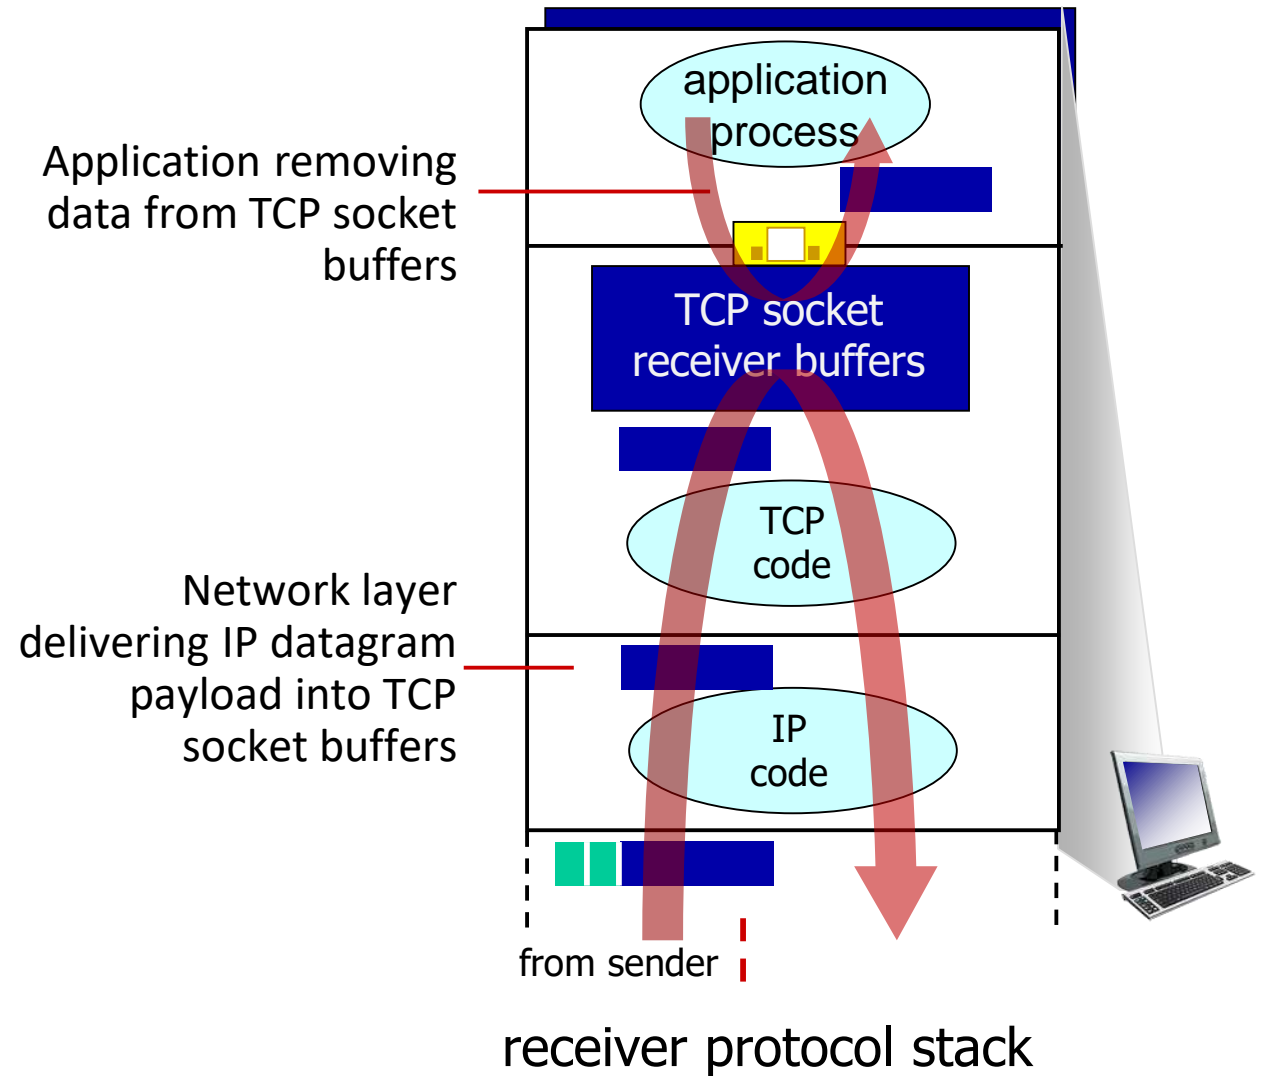 application
process
Application removing
data from TCP socket
buffers
TCP socket
receiver buffers
TCP
code
Network layer
delivering IP datagram
payload into TCP
socket buffers
IP
code
from sender
receiver protocol stack